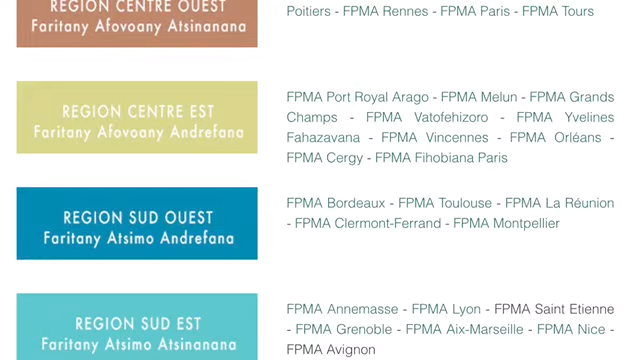 REGION CENTRE OUEST
Faritany Afovoany Atsinanana
Poitiers - FPMA Rennes - FPMA Paris - FPMA Tours
REGION CENTRE EST
Faritany Afovoany Andrefana
FPMA Port Royal Arago - FPMA Melun - FPMA Grands
Champs - FPMA Vatofehizoro - FPMA Yvelines
Fahazavana - FPMA Vincennes - FPMA Orléans -
FPMA Cergy - FPMA Fihobiana Paris
REGION SUD OUEST
Faritany Atsimo Andrefana
FPMA Bordeaux - FPMA Toulouse - FPMA La Réunion
- FPMA Clermont-Ferrand - FPMA Montpellier
REGION SUD EST
Faritany Atsimo Atsinanana
FPMA Annemasse - FPMA Lyon - FPMA Saint Etienne
- FPMA Grenoble - FPMA Aix-Marseille - FPMA Nice -
FPMA Avignon